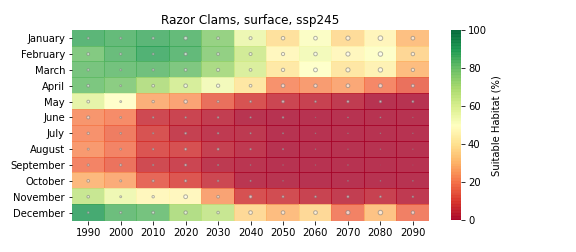 Razor Clams, surface, ssp245
January
February
March
April
May
June
July
August
September
October
November
December
1990 2000 2010 2020 2030 2040 2050 2060 2070 2080 2090
100
80
60
40
20
0
Suitable Habitat (%)